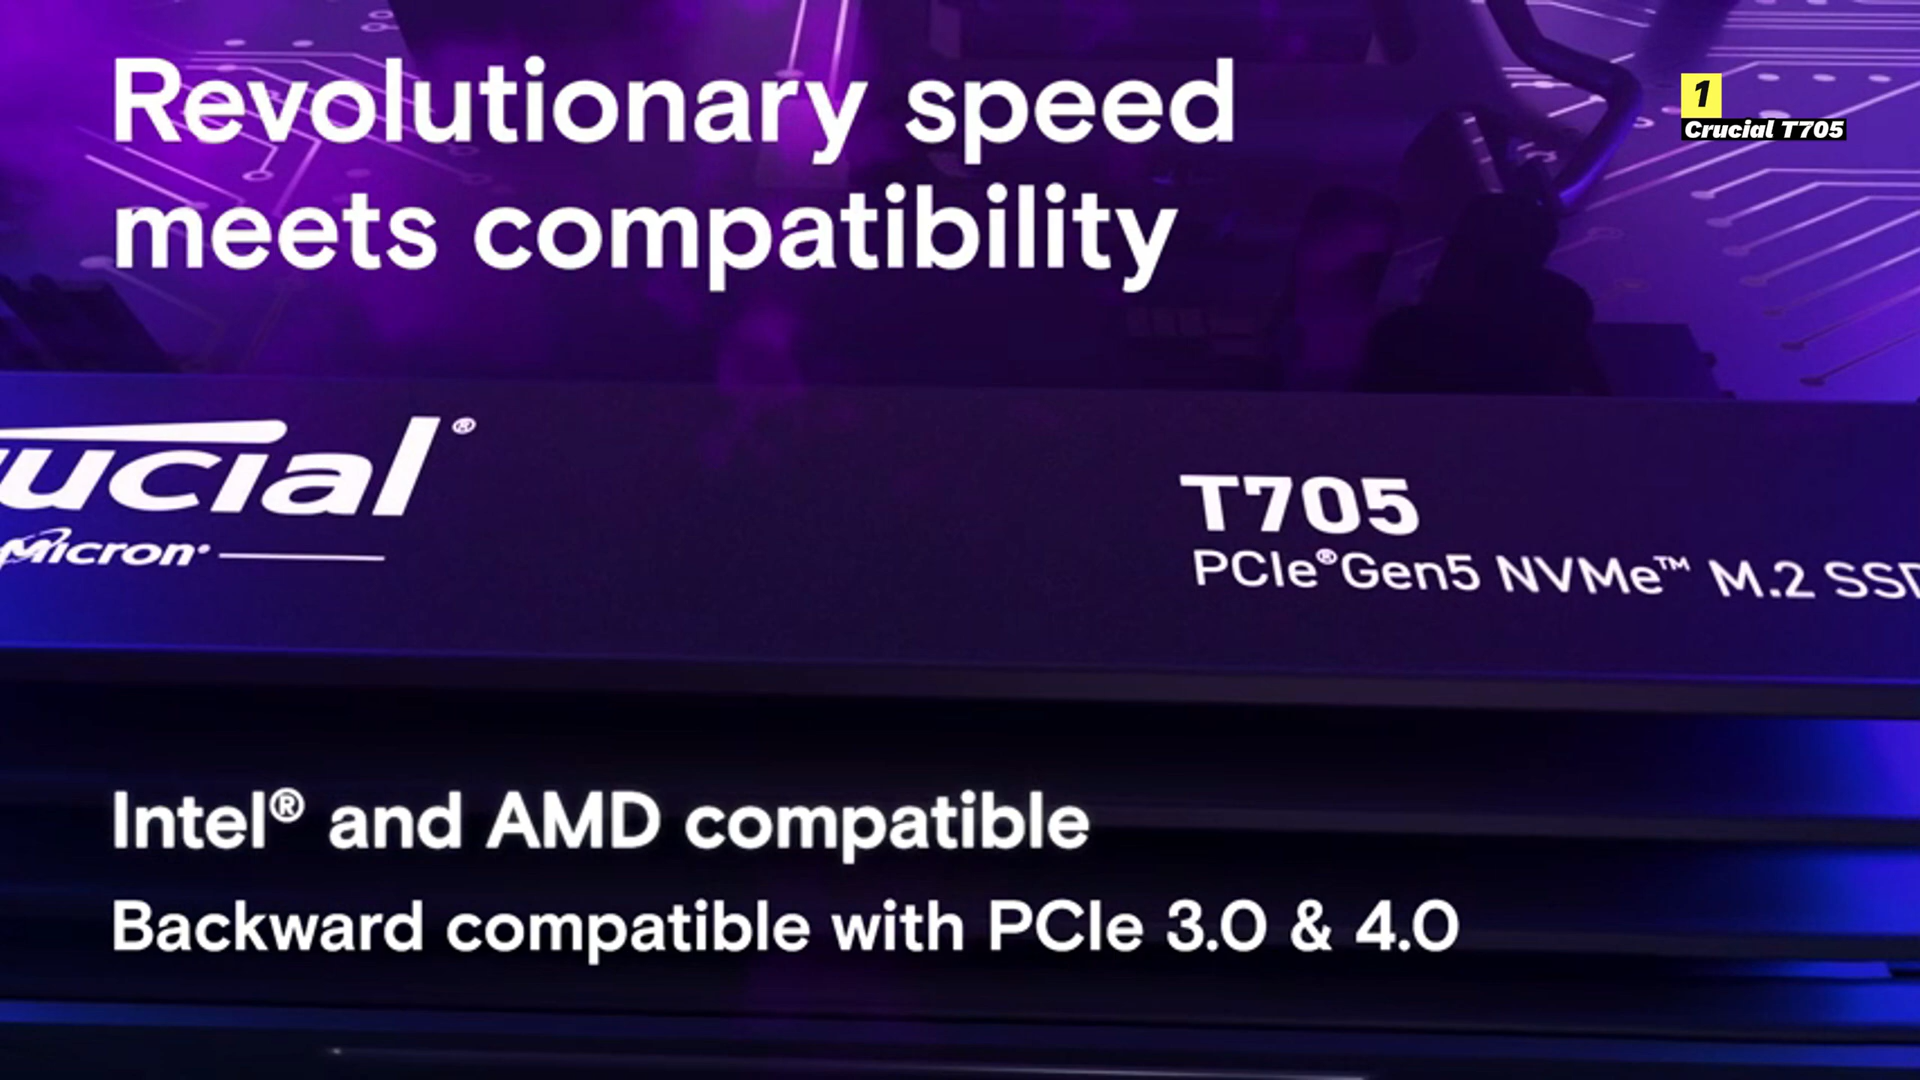 Revolutionary speed
meets compatibility
1
Crucial T705
ucial®
Micron®
T705
PCIe®Gen5 NVMe™ M.2 SSD
Intel® and AMD compatible
Backward compatible with PCIe 3.0 & 4.0